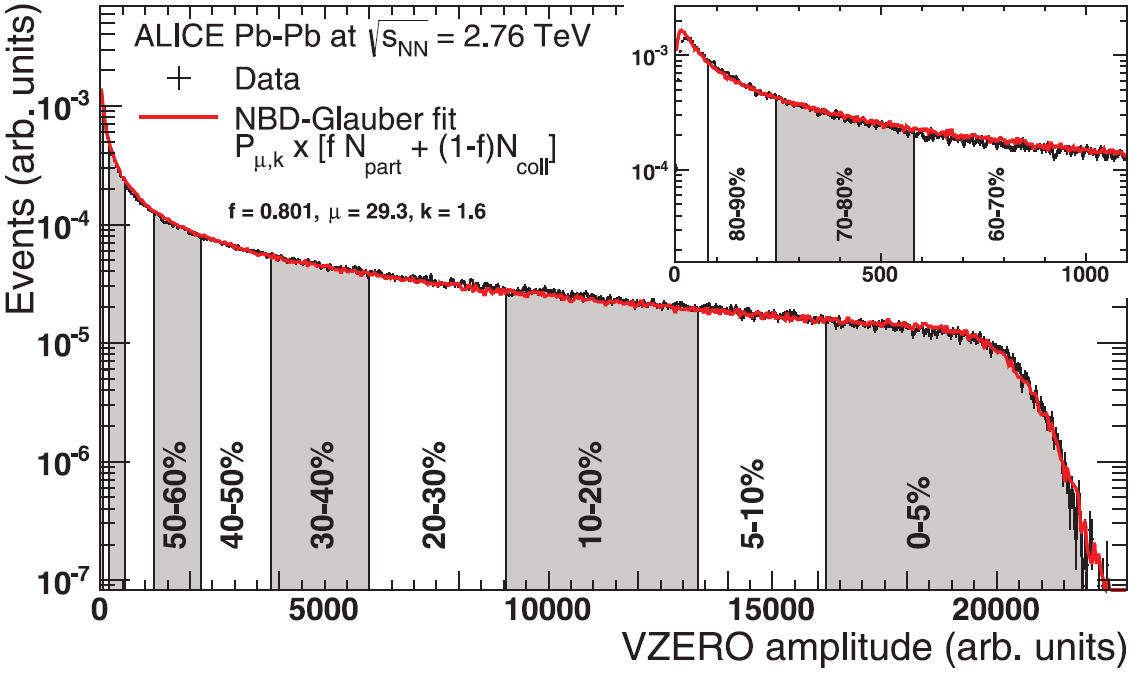 ALICE Pb-Pb at √sNN = 2.76 TeV
Data
NBD-Glauber fit
Pμ,k x [f Npart + (1-f)Ncoll]
f = 0.801, μ = 29.3, k = 1.6
Events (arb. units)
10-3
10-4
10-5
10-6
10-7
50-60%
40-50%
30-40%
20-30%
10-20%
5-10%
0-5%
0 5000 10000 15000 20000
VZERO amplitude (arb. units)
10-3
10-4
80-90%
70-80%
60-70%
0 500 1000